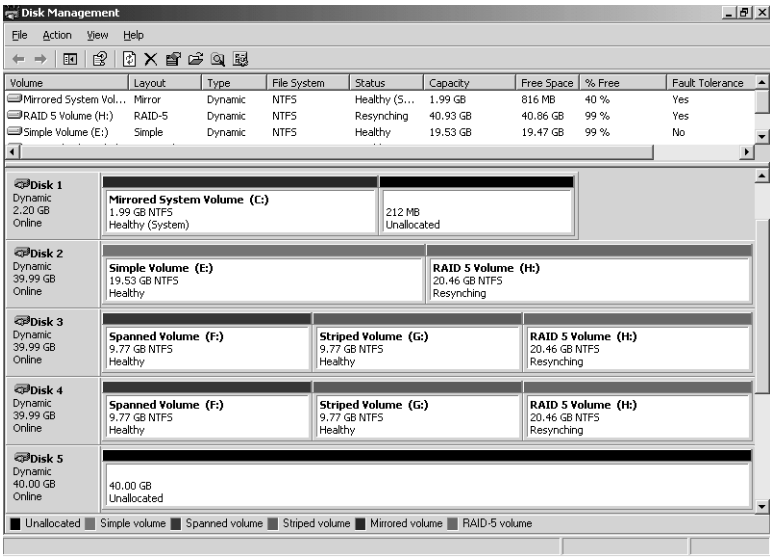 Disk Management
File Action View Help
Volume Layout Type File System Status Capacity Free Space % Free Fault Tolerance
Mirrored System Vol... Mirror Dynamic NTFS Healthy (S... 1.99 GB 816 MB 40 % Yes
RAID 5 Volume (H:) RAID-5 Dynamic NTFS Resynching 40.93 GB 40.86 GB 99 % Yes
Simple Volume (E:) Simple Dynamic NTFS Healthy 19.53 GB 19.47 GB 99 % No
Disk 1
Dynamic
2.20 GB
Online
Mirrored System Volume (C:)
1.99 GB NTFS
Healthy (System)
212 MB
Unallocated
Disk 2
Dynamic
39.99 GB
Online
Simple Volume (E:)
19.53 GB NTFS
Healthy
RAID 5 Volume (H:)
20.46 GB NTFS
Resynching
Disk 3
Dynamic
39.99 GB
Online
Spanned Volume (F:)
9.77 GB NTFS
Healthy
Striped Volume (G:)
9.77 GB NTFS
Healthy
RAID 5 Volume (H:)
20.46 GB NTFS
Resynching
Disk 4
Dynamic
39.99 GB
Online
Spanned Volume (F:)
9.77 GB NTFS
Healthy
Striped Volume (G:)
9.77 GB NTFS
Healthy
RAID 5 Volume (H:)
20.46 GB NTFS
Resynching
Disk 5
Dynamic
40.00 GB
Online
40.00 GB
Unallocated
Unallocated Simple volume Spanned volume Striped volume Mirrored volume RAID-5 volume